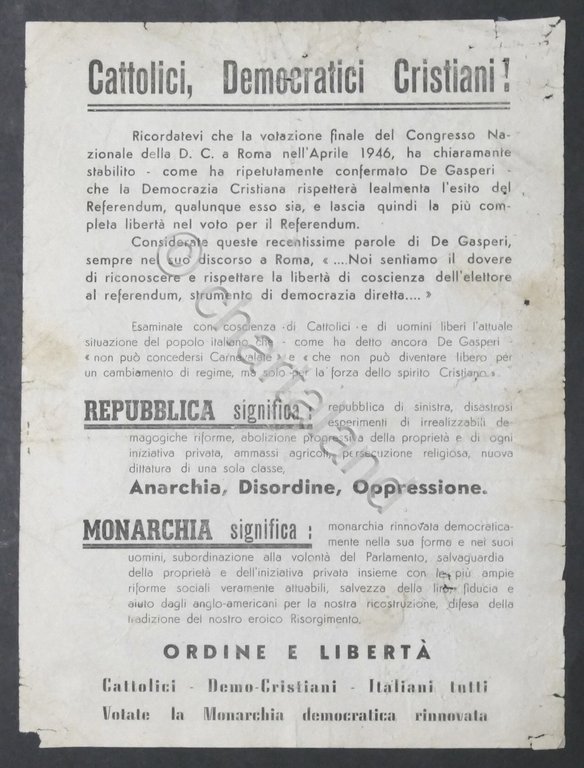 Cattolici, Democratici Cristiani!
Ricordatevi che la votazione finale del Congresso Na-
zionale della D. C. a Roma nell'Aprile 1946, ha chiaramante
stabilito - come ha ripetutamente confermato De Gasperi -
che la Democrazia Cristiana rispetterà lealmente l'esito del
Referendum, qualunque esso sia, e lascia quindi la più com-
pleta libertà nel voto per il Referendum.
Considerate queste recentissime parole di De Gasperi,
sempre nel suo discorso a Roma, « ....Noi sentiamo il dovere
di riconoscere e rispettare la libertà di coscienza dell'elettore
al referendum, strumento di democrazia diretta.... »
Esaminate con coscienza di Cattolici e di uomini liberi l'attuale
situazione del popolo italiano che - come ha detto ancora De Gasperi -
« non può concedersi Carnevalate » e « che non può diventare libero per
un cambiamento di regime, ma solo per la forza dello spirito Cristiano ».
REPUBBLICA significa: repubblica di sinistra, disastrosi
esperimenti di irrealizzabili de-
magogiche riforme, abolizione progressiva della proprietà e di ogni
iniziativa privata, ammassi agricoli, persecuzione religiosa, nuova
dittatura di una sola classe,
Anarchia, Disordine, Oppressione.
MONARCHIA significa: monarchia rinnovata democratica-
mente nella sua forma e nei suoi
uomini, subordinazione alla volontà del Parlamento, salvaguardia
della proprietà e dell'iniziativa privata insieme con le più ampie
riforme sociali veramente attuabili, salvezza della lira, fiducia e
aiuto dagli anglo-americani per la nostra ricostruzione, difesa della
tradizione del nostro eroico Risorgimento.
ORDINE E LIBERTÀ
Cattolici - Demo-Cristiani - Italiani tutti
Votate la Monarchia democratica rinnovata
© chartaland